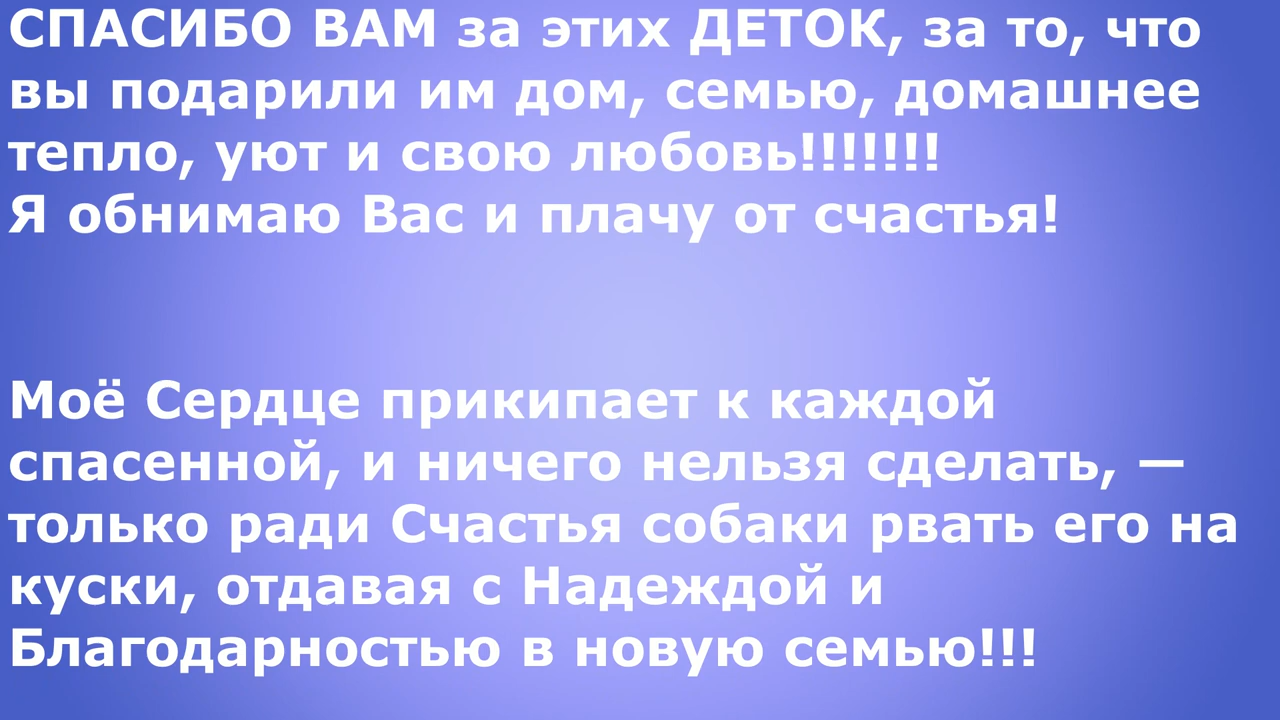 СПАСИБО ВАМ за этих ДЕТОК, за то, что
вы подарили им дом, семью, домашнее
тепло, уют и свою любовь!!!!!!!
Я обнимаю Вас и плачу от счастья!
Моё Сердце прикипает к каждой
спасенной, и ничего нельзя сделать, —
только ради Счастья собаки рвать его на
куски, отдавая с Надеждой и
Благодарностью в новую семью!!!